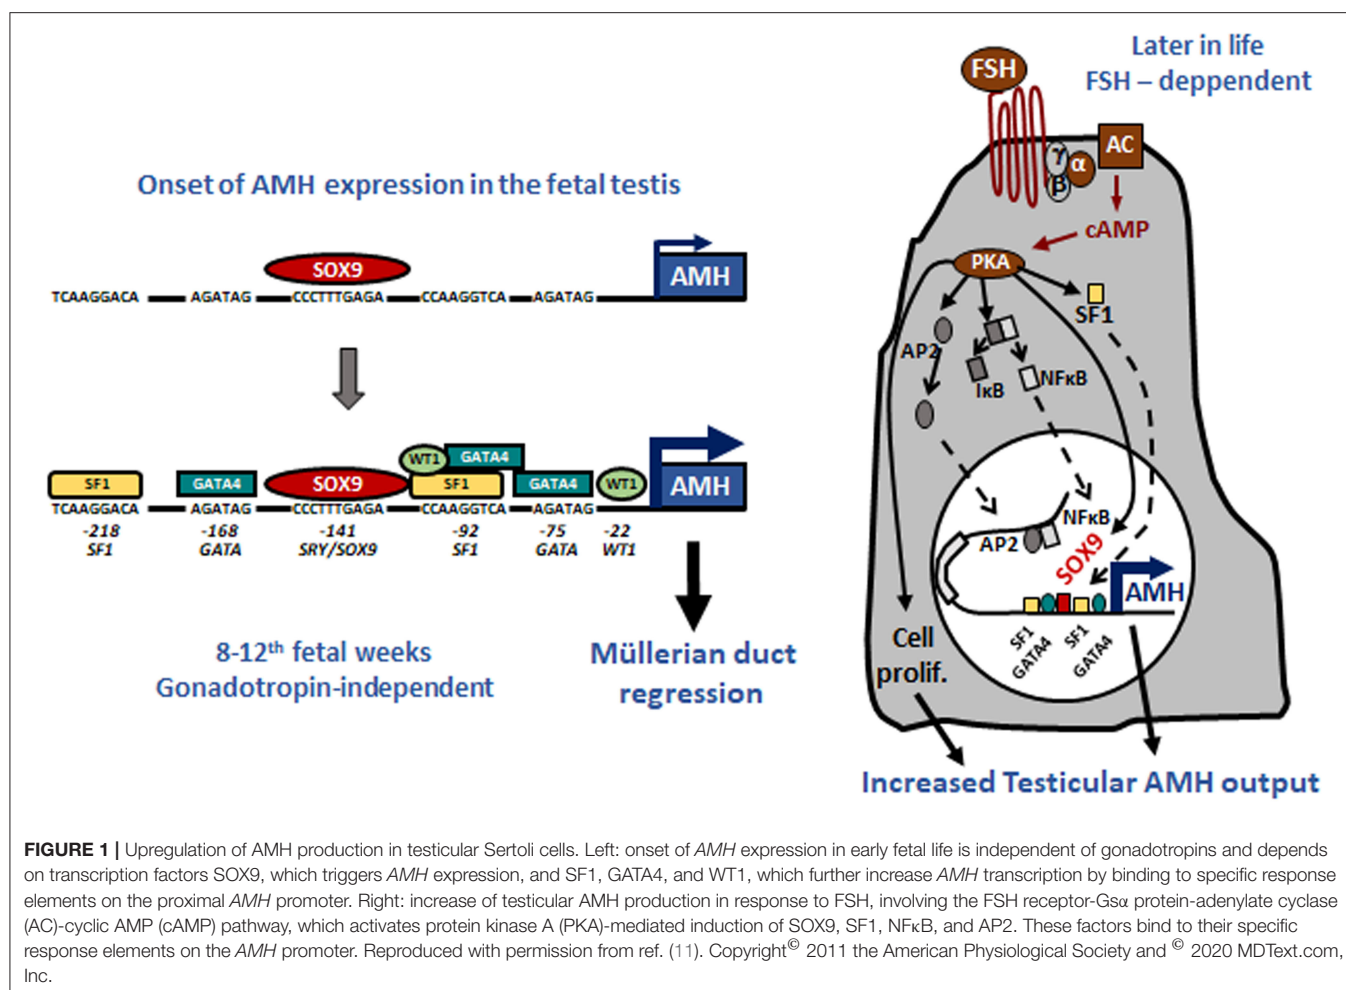 Onset of AMH expression in the fetal testis
SOX9
AMH
TCAAGGACA AGATAG CCCTTTGAGA CCAAGGTCA AGATAG
WT1 GATA4
SF1 GATA4 SOX9 SF1 GATA4 WT1 AMH
TCAAGGACA AGATAG CCCTTTGAGA CCAAGGTCA AGATAG
-218 -168 -141 -92 -75 -22
SF1 GATA SRY/SOX9 SF1 GATA WT1
8-12th fetal weeks
Gonadotropin-independent
Müllerian duct
regression
Later in life
FSH – deppendent
FSH
γ
β
α
AC
cAMP
PKA
SF1
AP2
IκB
NFκB
NFκB
AP2
SOX9
AMH
SF1
GATA4
SF1
GATA4
Cell
prolif.
Increased Testicular AMH output
FIGURE 1 | Upregulation of AMH production in testicular Sertoli cells. Left: onset of AMH expression in early fetal life is independent of gonadotropins and depends
on transcription factors SOX9, which triggers AMH expression, and SF1, GATA4, and WT1, which further increase AMH transcription by binding to specific response
elements on the proximal AMH promoter. Right: increase of testicular AMH production in response to FSH, involving the FSH receptor-Gsα protein-adenylate cyclase
(AC)-cyclic AMP (cAMP) pathway, which activates protein kinase A (PKA)-mediated induction of SOX9, SF1, NFκB, and AP2. These factors bind to their specific
response elements on the AMH promoter. Reproduced with permission from ref. (11). Copyright© 2011 the American Physiological Society and © 2020 MDText.com,
Inc.